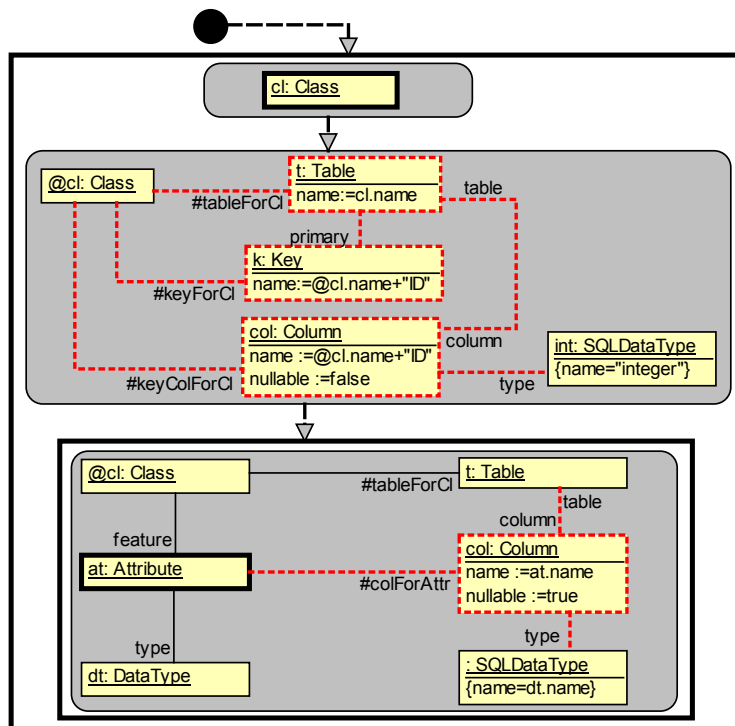 cl: Class
@cl: Class
t: Table
name:=cl.name
table
#tableForCl
primary
k: Key
name:=@cl.name+"ID"
#keyForCl
col: Column
name :=@cl.name+"ID"
nullable :=false
column
int: SQLDataType
{name="integer"}
#keyColForCl
type
@cl: Class
t: Table
#tableForCl
table
column
feature
at: Attribute
col: Column
name :=at.name
nullable :=true
#colForAttr
type
type
dt: DataType
: SQLDataType
{name=dt.name}